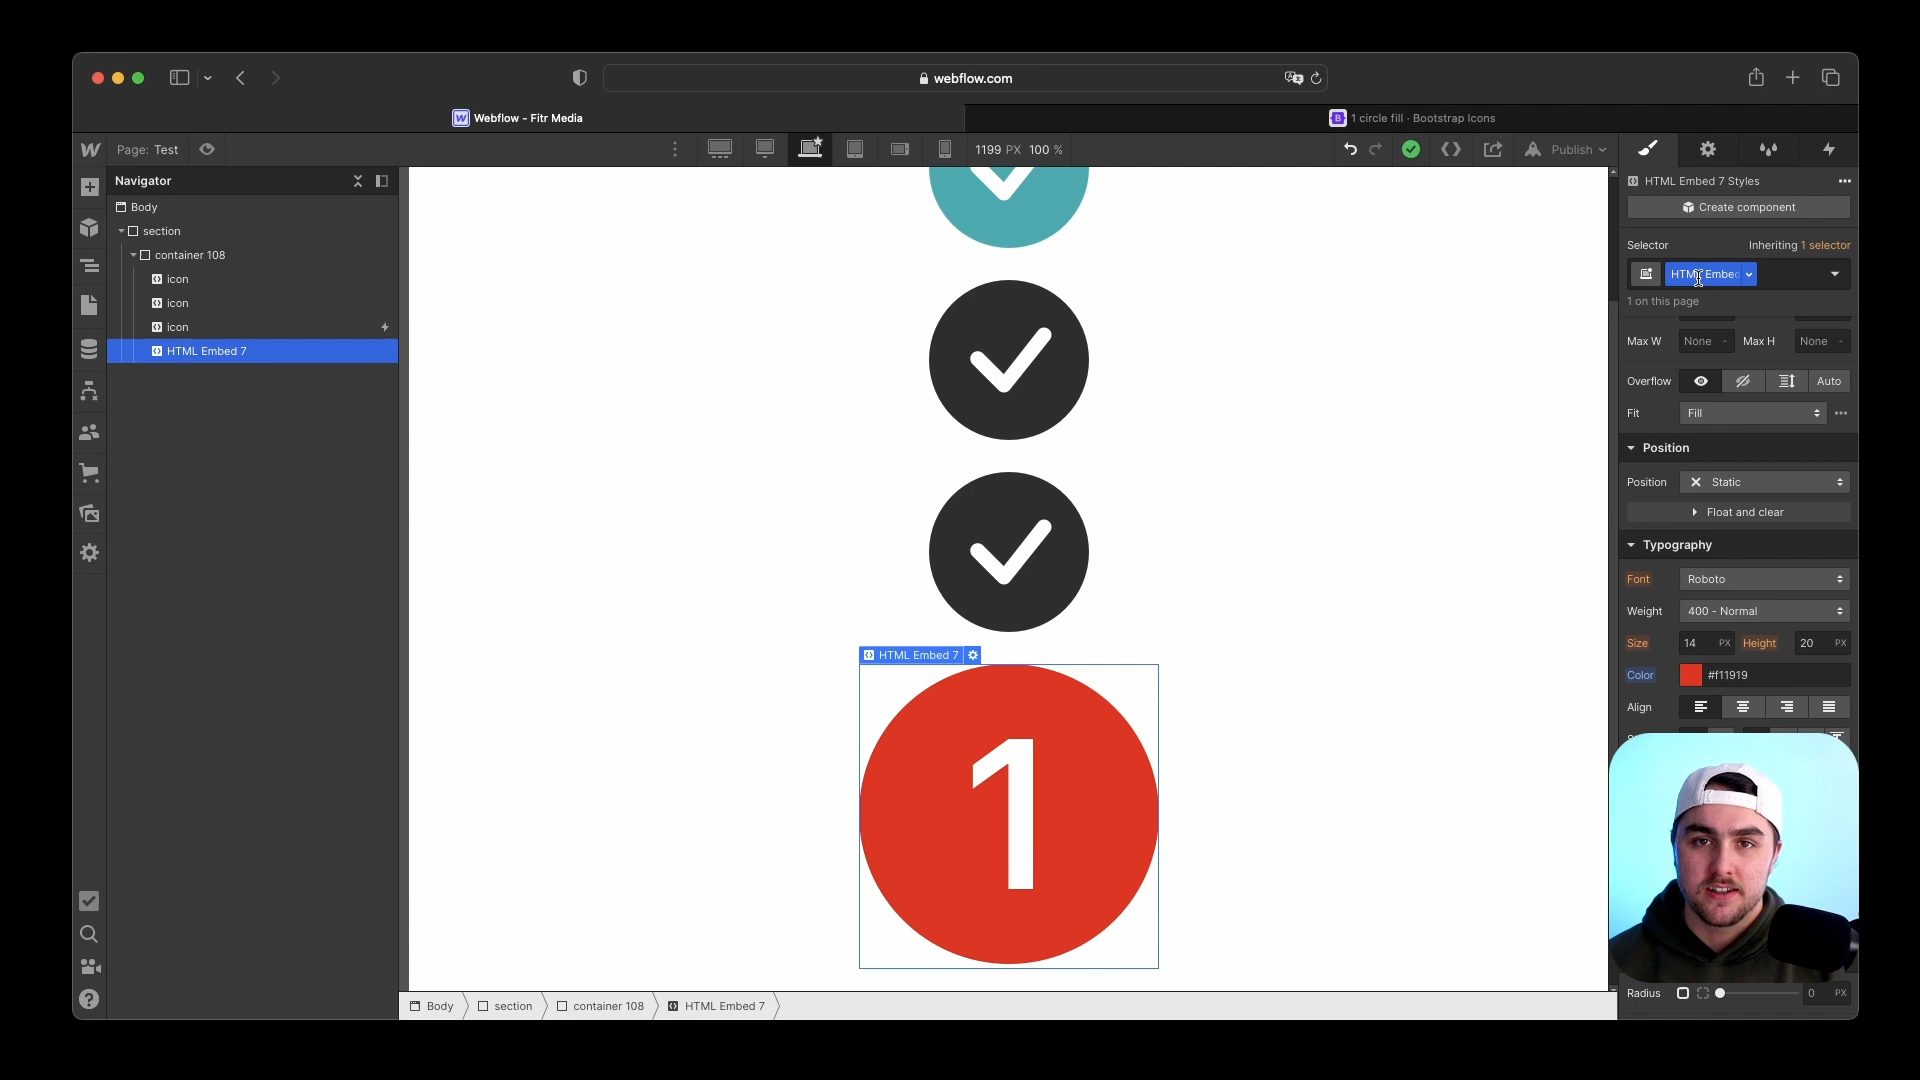 webflow.com
Webflow - Fitr Media
1 circle fill · Bootstrap Icons
Page: Test
1199 PX 100 %
Publish
Navigator
Body
section
container 108
icon
icon
icon
HTML Embed 7
HTML Embed 7
1
Body
section
container 108
HTML Embed 7
HTML Embed 7 Styles
Create component
Selector
Inheriting 1 selector
HTML Embed
1 on this page
Max W None - Max H None -
Overflow Auto
Fit Fill
Position
Position Static
Float and clear
Typography
Font Roboto
Weight 400 - Normal
Size 14 PX Height 20 PX
Color #f11919
Align
Radius 0 PX